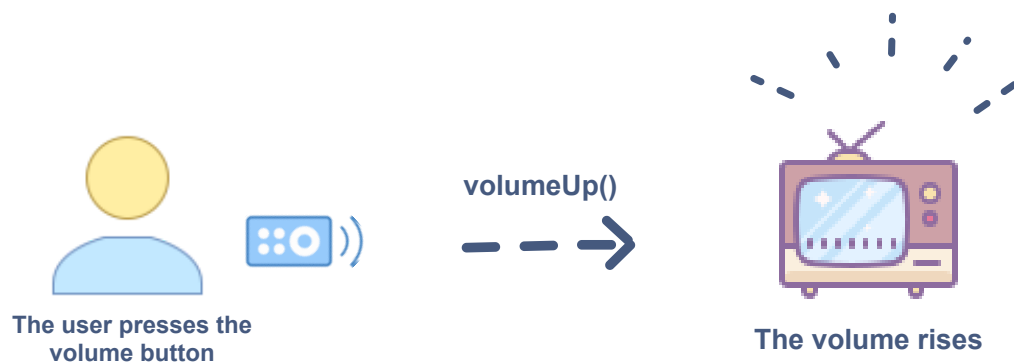 volumeUp()
The user presses the
volume button
The volume rises